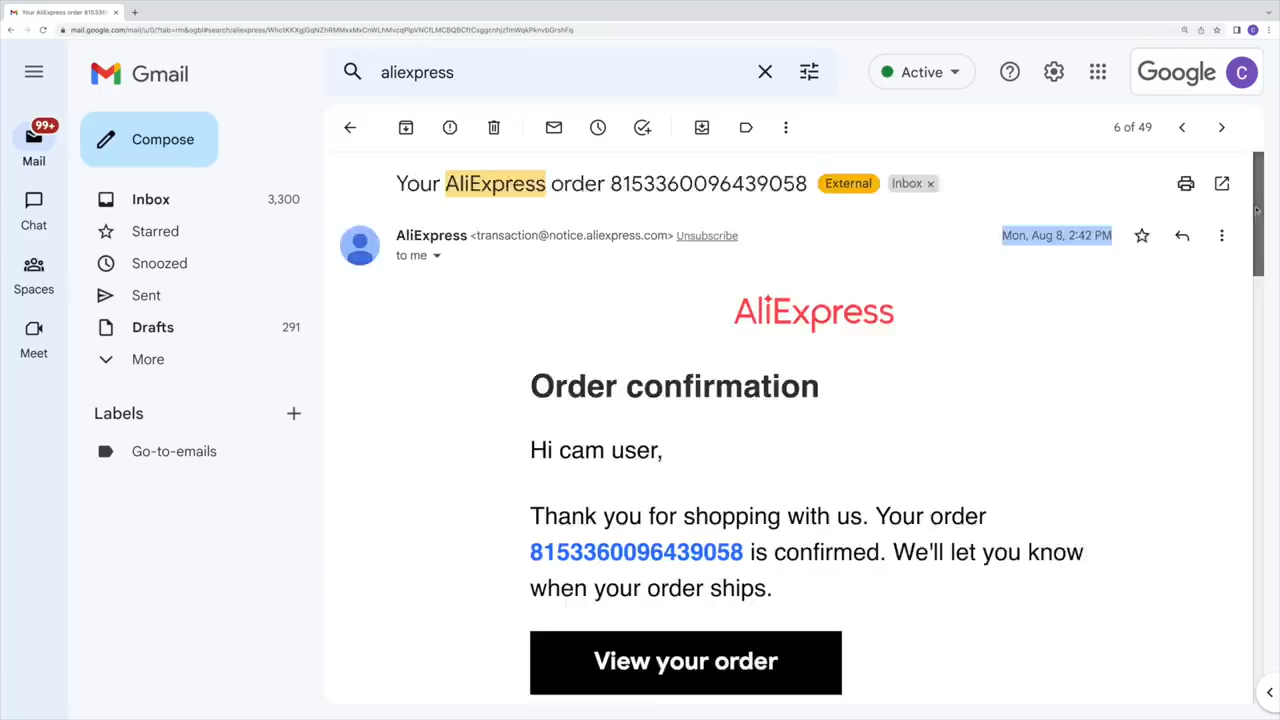 Your AliExpress order 8153360
mail.google.com/mail/u/0/?tab=rm&ogbl#search/aliexpress/
Gmail
aliexpress
Active
Google
C
99+
Mail
Compose
6 of 49
Chat
Inbox 3,300
Your AliExpress order 8153360096439058 External Inbox x
Starred
AliExpress <transaction@notice.aliexpress.com> Unsubscribe Mon, Aug 8, 2:42 PM
to me
Snoozed
Spaces
Sent
AliExpress
Drafts 291
Meet
More
Order confirmation
Labels
Hi cam user,
Go-to-emails
Thank you for shopping with us. Your order
8153360096439058 is confirmed. We'll let you know
when your order ships.
View your order